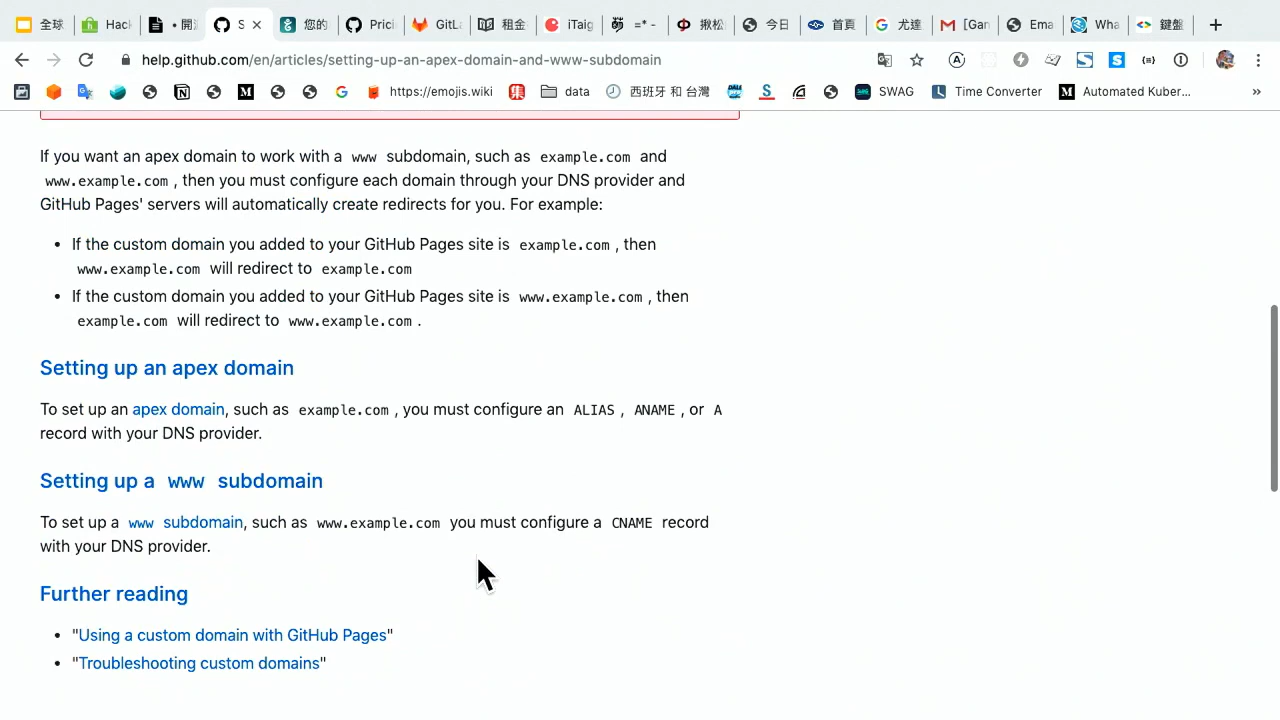 全球
Hack
• 開
S
您的
Prici
GitLa
租金
iTaig
=* -
揪松
今日
首頁
尤達
[Gan
Ema
Wha
鍵盤
help.github.com/en/articles/setting-up-an-apex-domain-and-www-subdomain
https://emojis.wiki
data
西班牙 和 台灣
SWAG
Time Converter
Automated Kuber...
»
If you want an apex domain to work with a www subdomain, such as example.com and
www.example.com , then you must configure each domain through your DNS provider and
GitHub Pages' servers will automatically create redirects for you. For example:
• If the custom domain you added to your GitHub Pages site is example.com , then
www.example.com will redirect to example.com
• If the custom domain you added to your GitHub Pages site is www.example.com , then
example.com will redirect to www.example.com .
Setting up an apex domain
To set up an apex domain, such as example.com , you must configure an ALIAS , ANAME , or A
record with your DNS provider.
Setting up a www subdomain
To set up a www subdomain, such as www.example.com you must configure a CNAME record
with your DNS provider.
Further reading
• "Using a custom domain with GitHub Pages"
• "Troubleshooting custom domains"